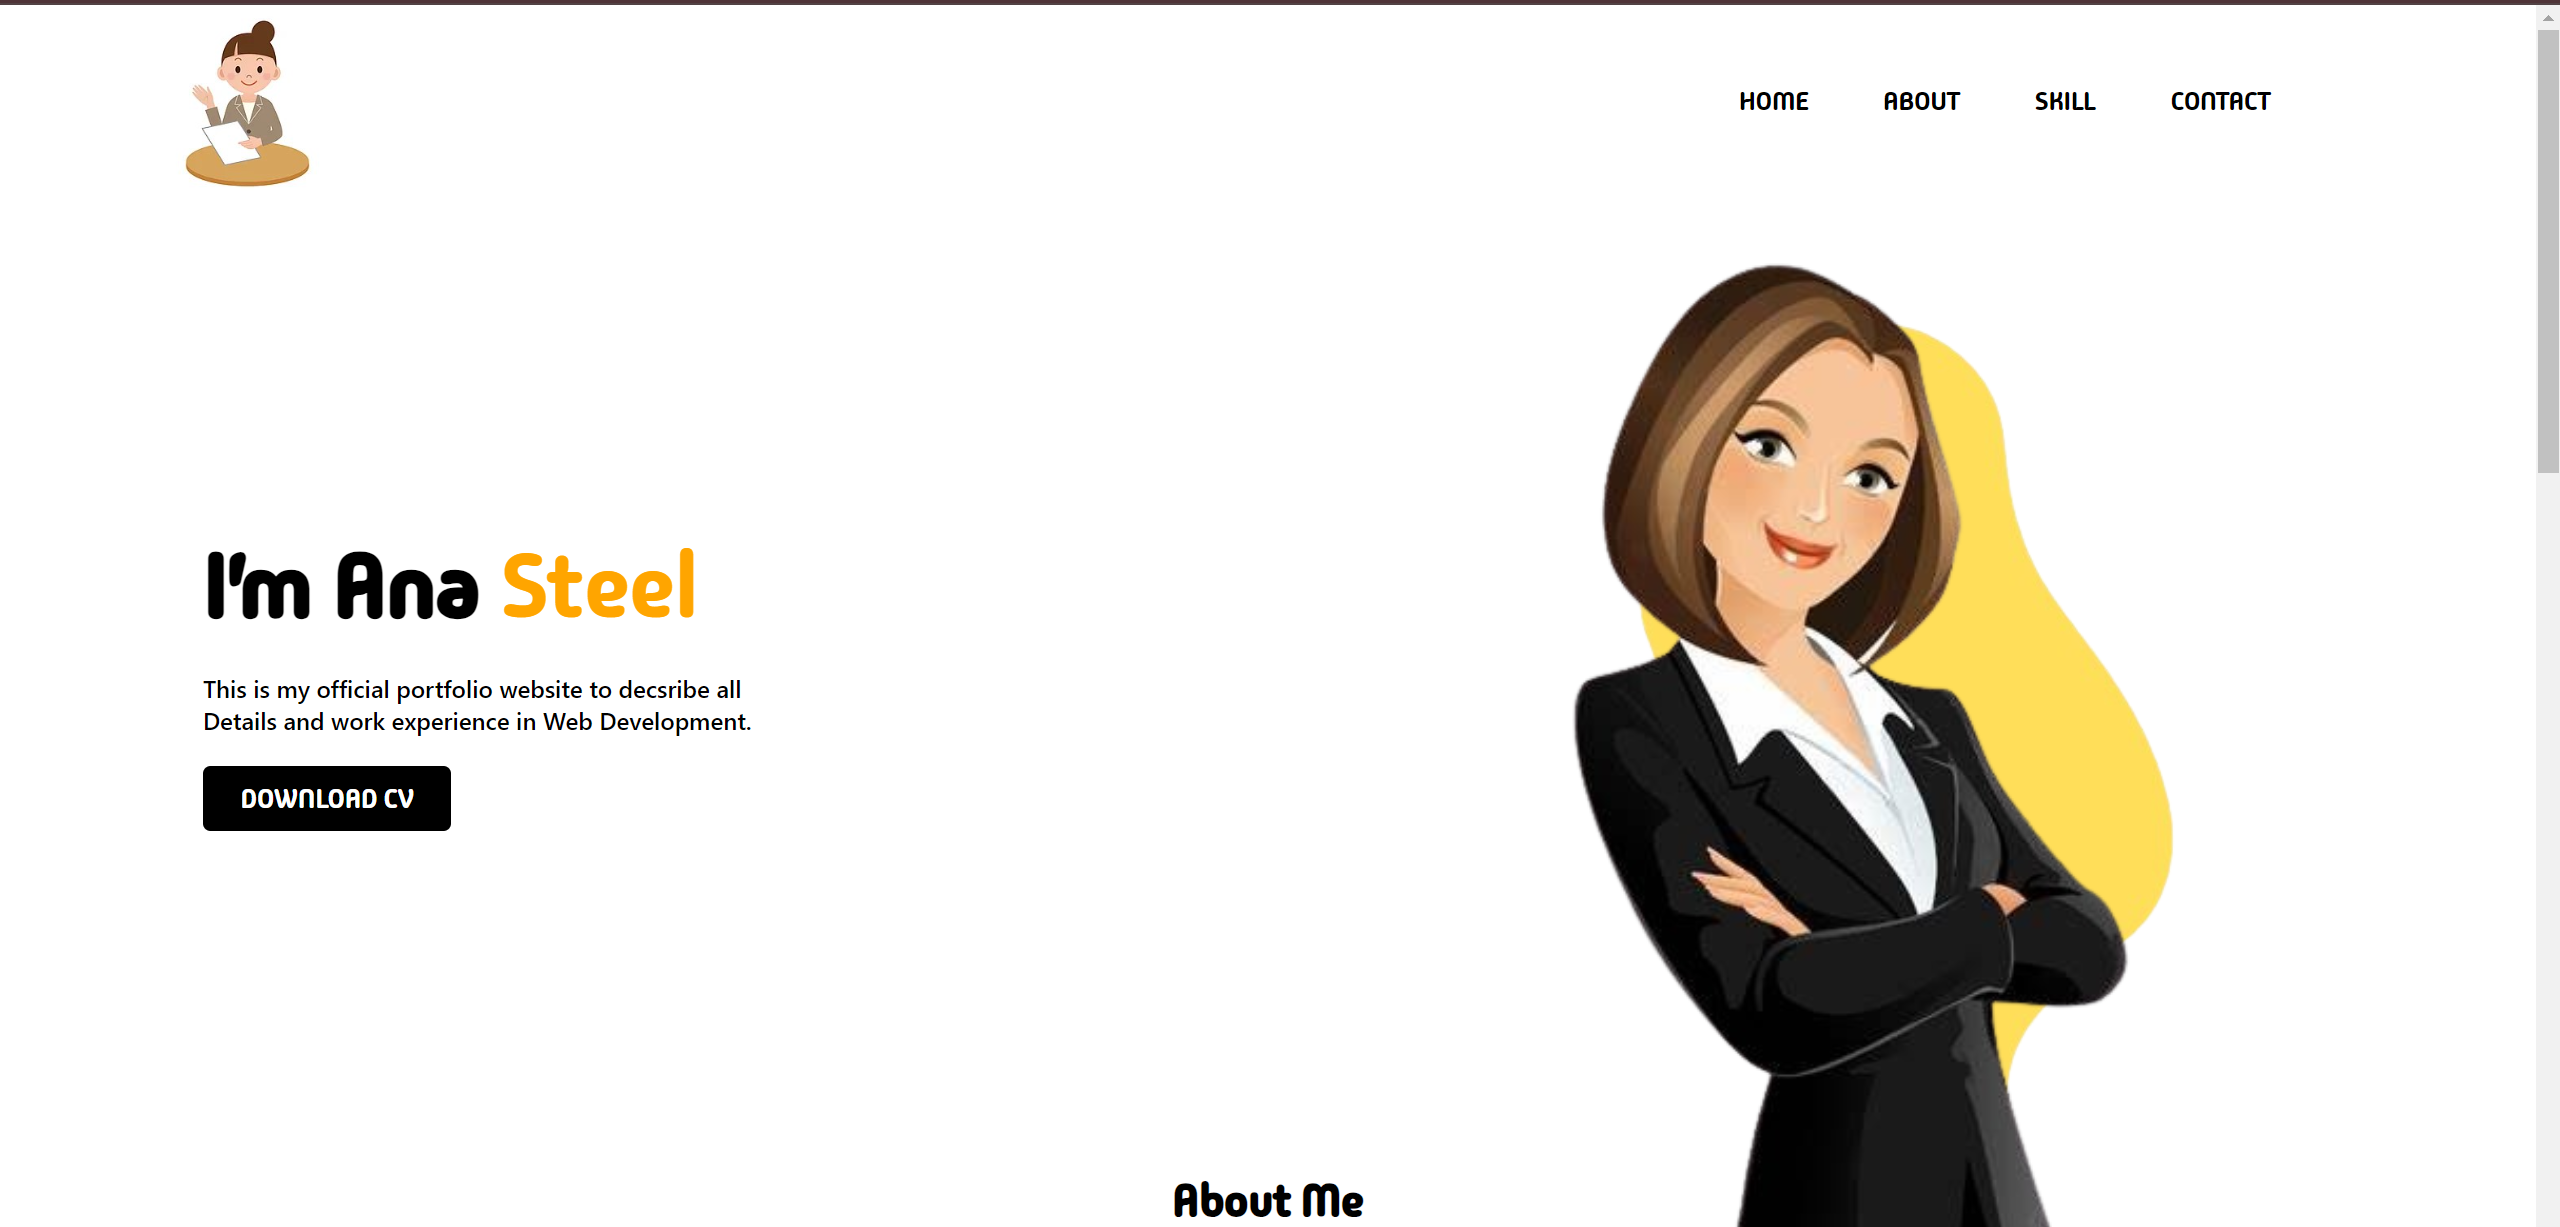 HOME ABOUT SKILL CONTACT
I'm Ana Steel
This is my official portfolio website to decsribe all
Details and work experience in Web Development.
DOWNLOAD CV
About Me